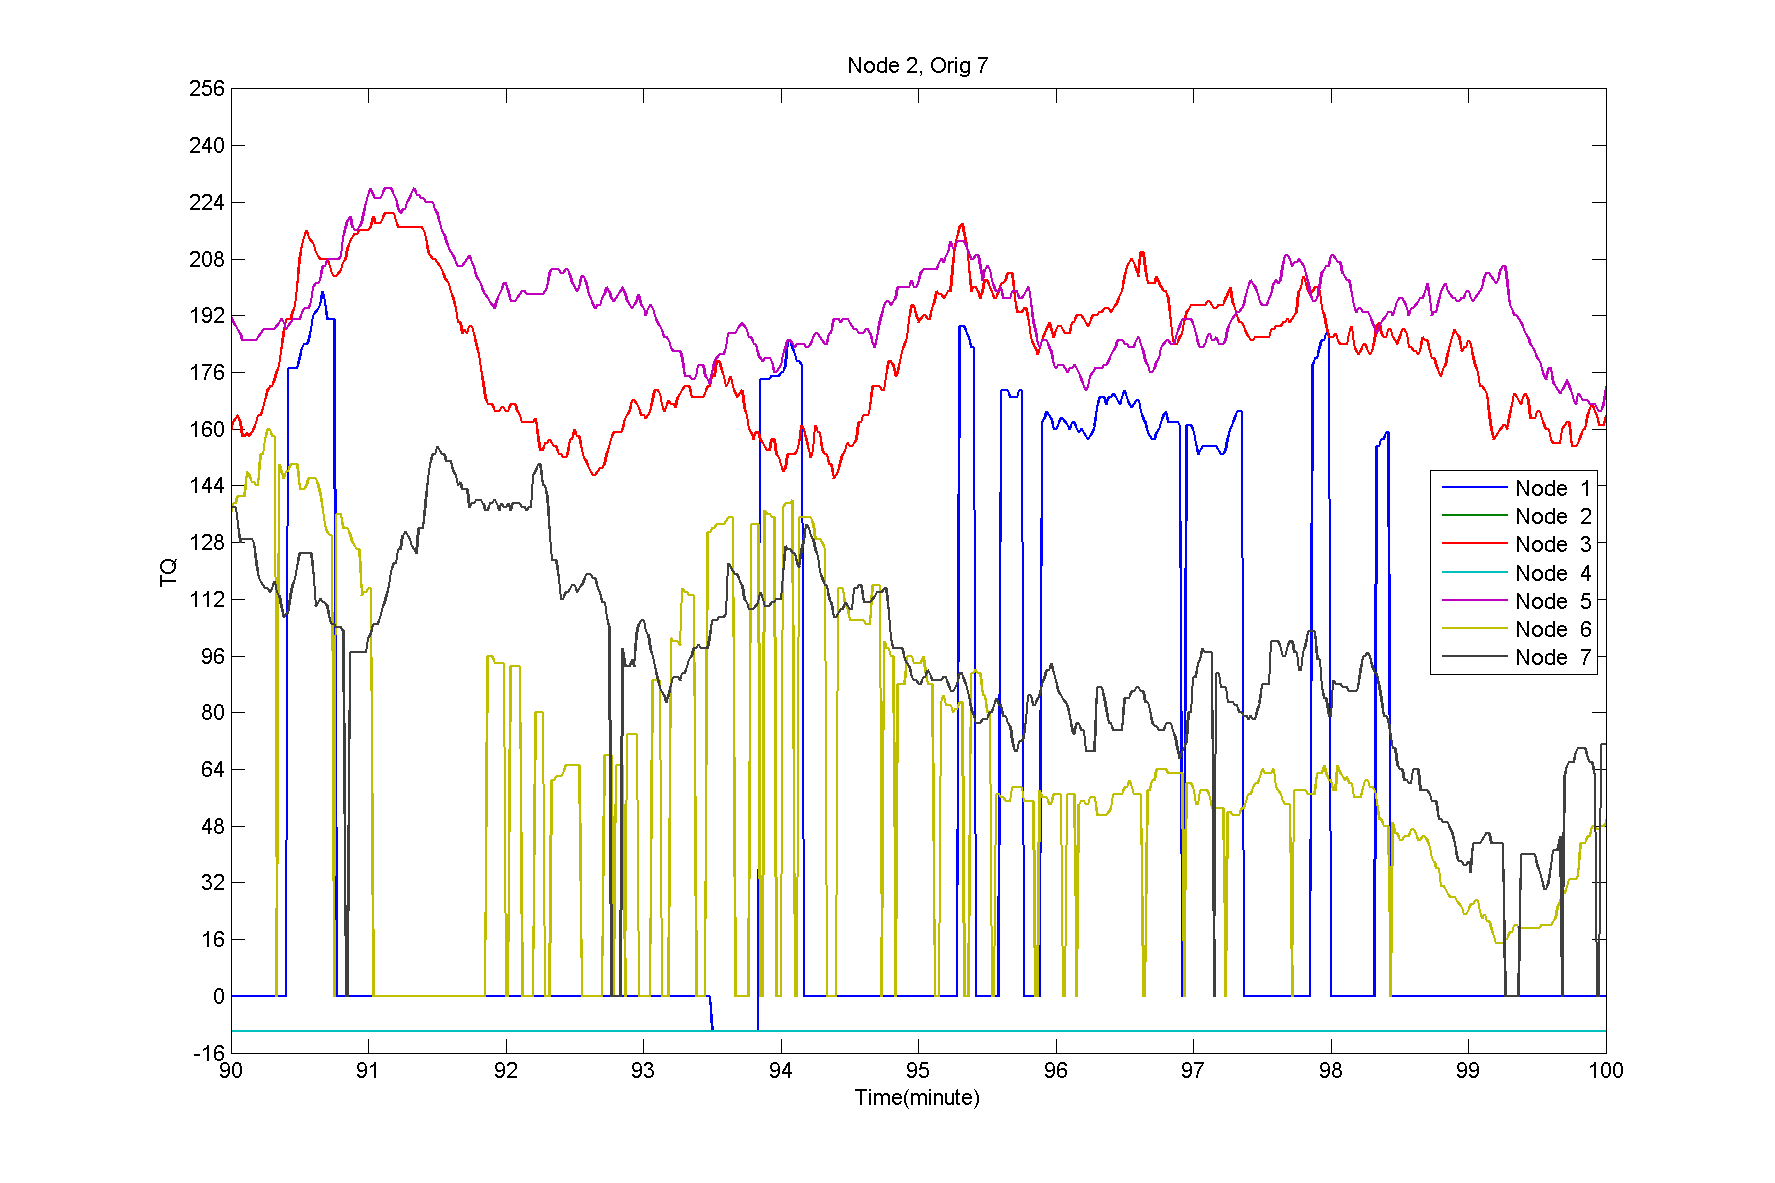 Node 2, Orig 7
256
240
224
208
192
176
160
144
128
112
96
80
64
48
32
16
0
-16
TQ
Node 1
Node 2
Node 3
Node 4
Node 5
Node 6
Node 7
90 91 92 93 94 95 96 97 98 99 100
Time(minute)